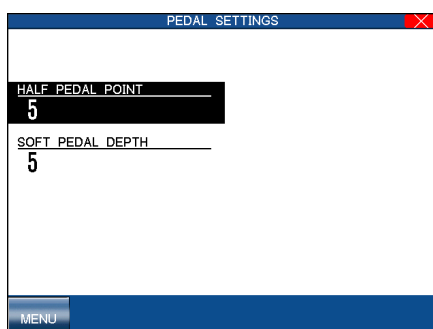 PEDAL SETTINGS
HALF PEDAL POINT
5
SOFT PEDAL DEPTH
5
MENU